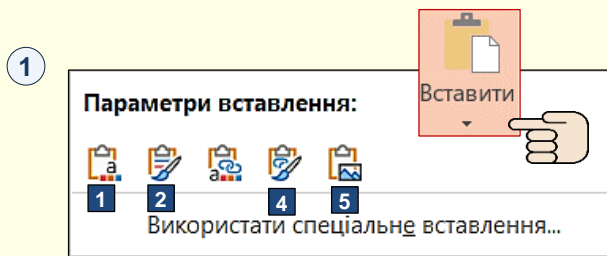 1
Вставити
Параметри вставлення:
a
a
1 2 4 5
Використати спеціальне вставлення...